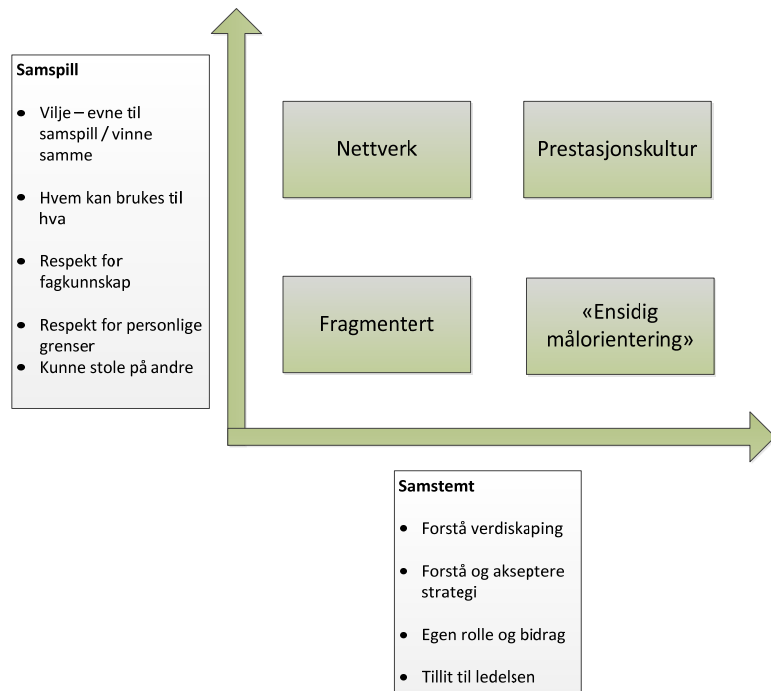 Samspill
• Vilje – evne til
samspill / vinne
samme
• Hvem kan brukes til
hva
• Respekt for
fagkunnskap
• Respekt for personlige
grenser
• Kunne stole på andre
Nettverk
Prestasjonskultur
Fragmentert
«Ensidig
målorientering»
Samstemt
• Forstå verdiskaping
• Forstå og akseptere
strategi
• Egen rolle og bidrag
• Tillit til ledelsen